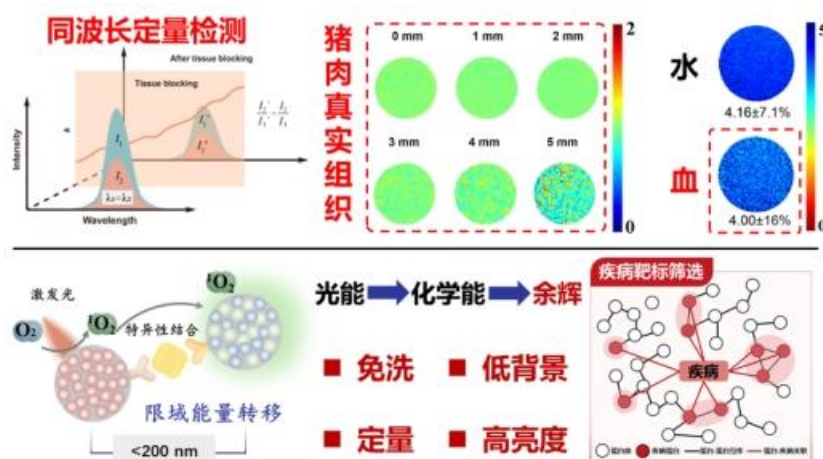 同波长定量检测
After tissue blocking
Tissue blocking
Intensity
Wavelength
I₁
I₂
λ₁=λ₂
猪肉真实组织
0 mm
1 mm
2 mm
3 mm
4 mm
5 mm
2
0
水
4.16±7.1%
血
4.00±16%
5
0
激发光
O₂
¹O₂
¹O₂
特异性结合
限域能量转移
<200 nm
光能
化学能
余辉
免洗
低背景
定量
高亮度
疾病靶标筛选
疾病